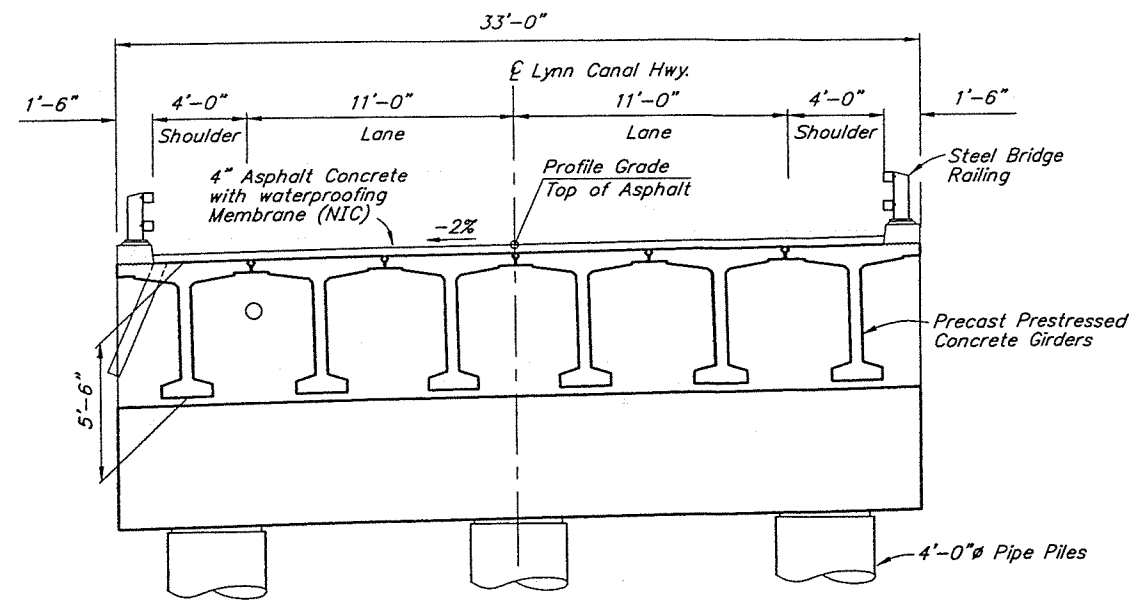 33'-0"
℄ Lynn Canal Hwy.
1'-6"
4'-0"
11'-0"
11'-0"
4'-0"
1'-6"
Shoulder
Lane
Lane
Shoulder
4" Asphalt Concrete
with waterproofing
Membrane (NIC)
Profile Grade
Top of Asphalt
Steel Bridge
Railing
-2%
Precast Prestressed
Concrete Girders
5'-6"
4'-0"ø Pipe Piles